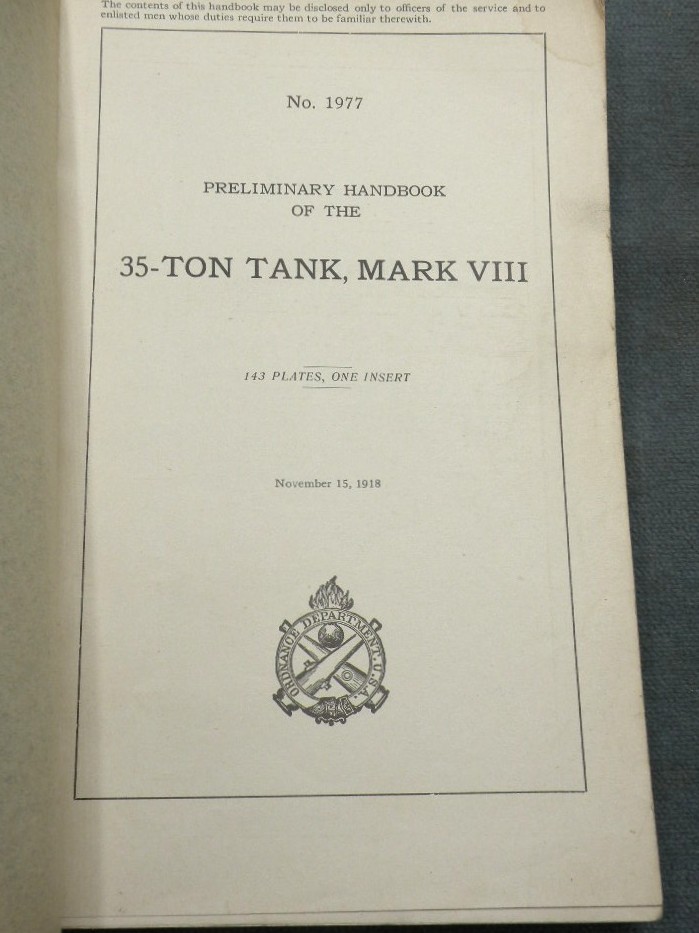 The contents of this handbook may be disclosed only to officers of the service and to
enlisted men whose duties require them to be familiar therewith.
No. 1977
PRELIMINARY HANDBOOK
OF THE
35-TON TANK, MARK VIII
143 PLATES, ONE INSERT
November 15, 1918
ORDNANCE DEPARTMENT. U.S.A.